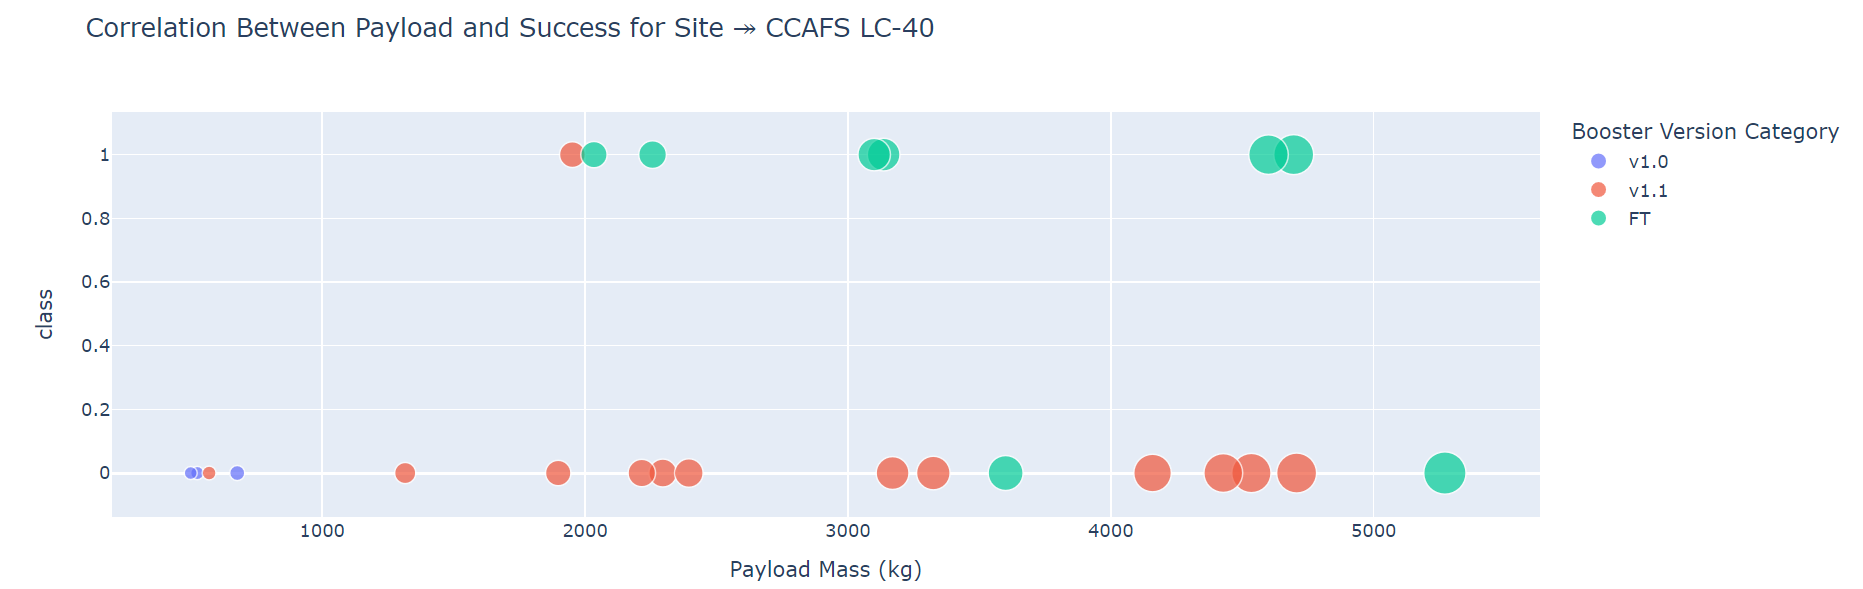 Correlation Between Payload and Success for Site ↠ CCAFS LC-40
Booster Version Category
v1.0
v1.1
FT
class
1
0.8
0.6
0.4
0.2
0
1000 2000 3000 4000 5000
Payload Mass (kg)